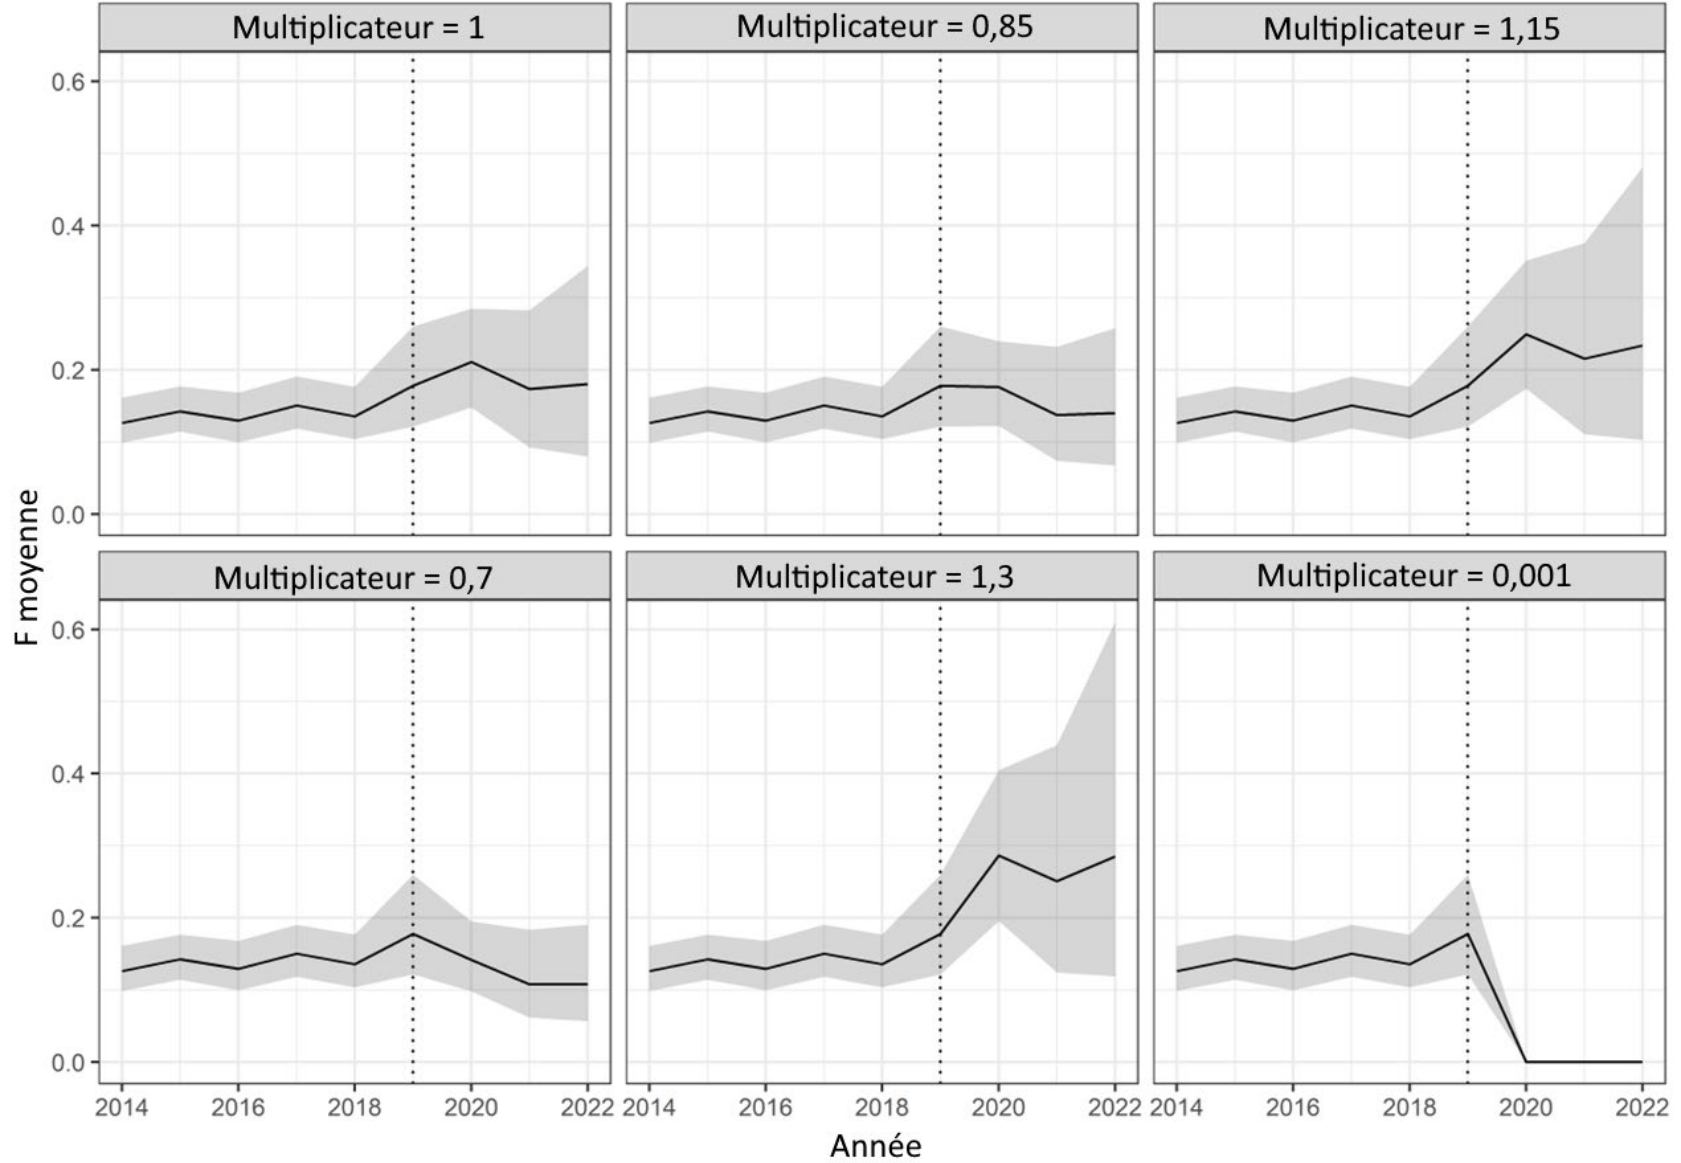 Multiplicateur = 1
Multiplicateur = 0,85
Multiplicateur = 1,15
0.6
0.4
0.2
0.0
F moyenne
Multiplicateur = 0,7
Multiplicateur = 1,3
Multiplicateur = 0,001
0.6
0.4
0.2
0.0
2014 2016 2018 2020 2022 2014 2016 2018 2020 2022 2014 2016 2018 2020 2022
Année